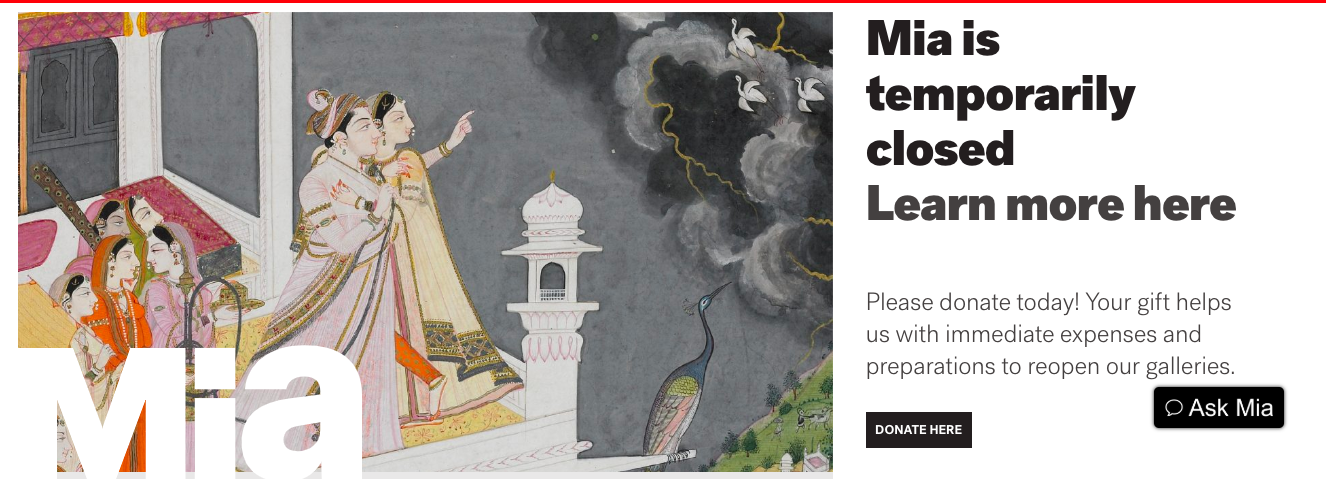 Mia
Mia is
temporarily
closed
Learn more here
Please donate today! Your gift helps
us with immediate expenses and
preparations to reopen our galleries.
Ask Mia
DONATE HERE